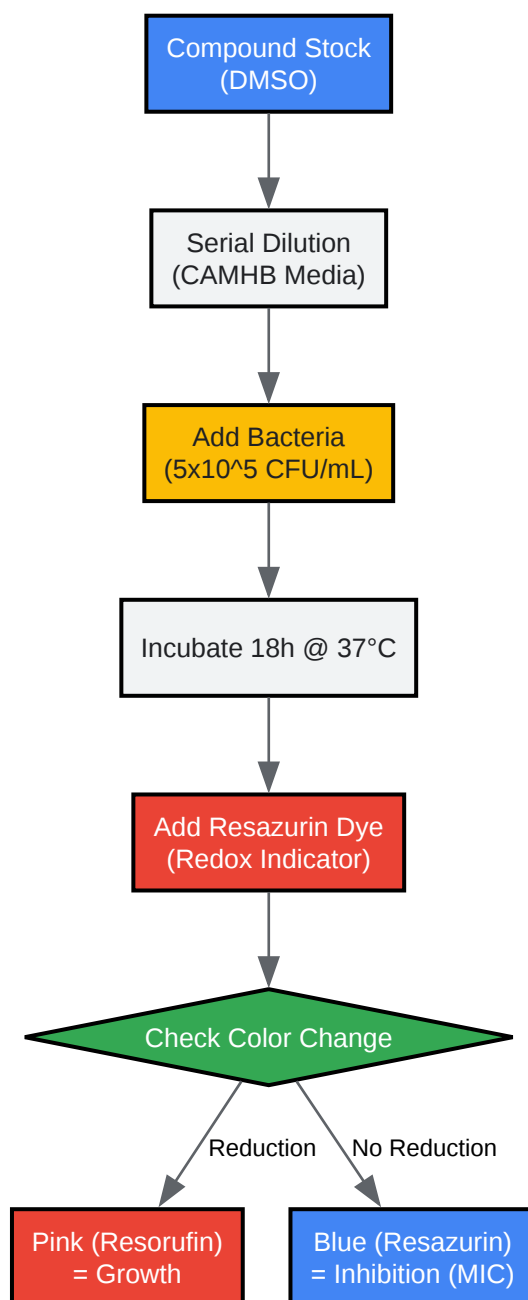 Compound Stock
(DMSO)
Serial Dilution
(CAMHB Media)
Add Bacteria
(5x10^5 CFU/mL)
Incubate 18h @ 37°C
Add Resazurin Dye
(Redox Indicator)
Check Color Change
Reduction
No Reduction
Pink (Resorufin)
= Growth
Blue (Resazurin)
= Inhibition (MIC)